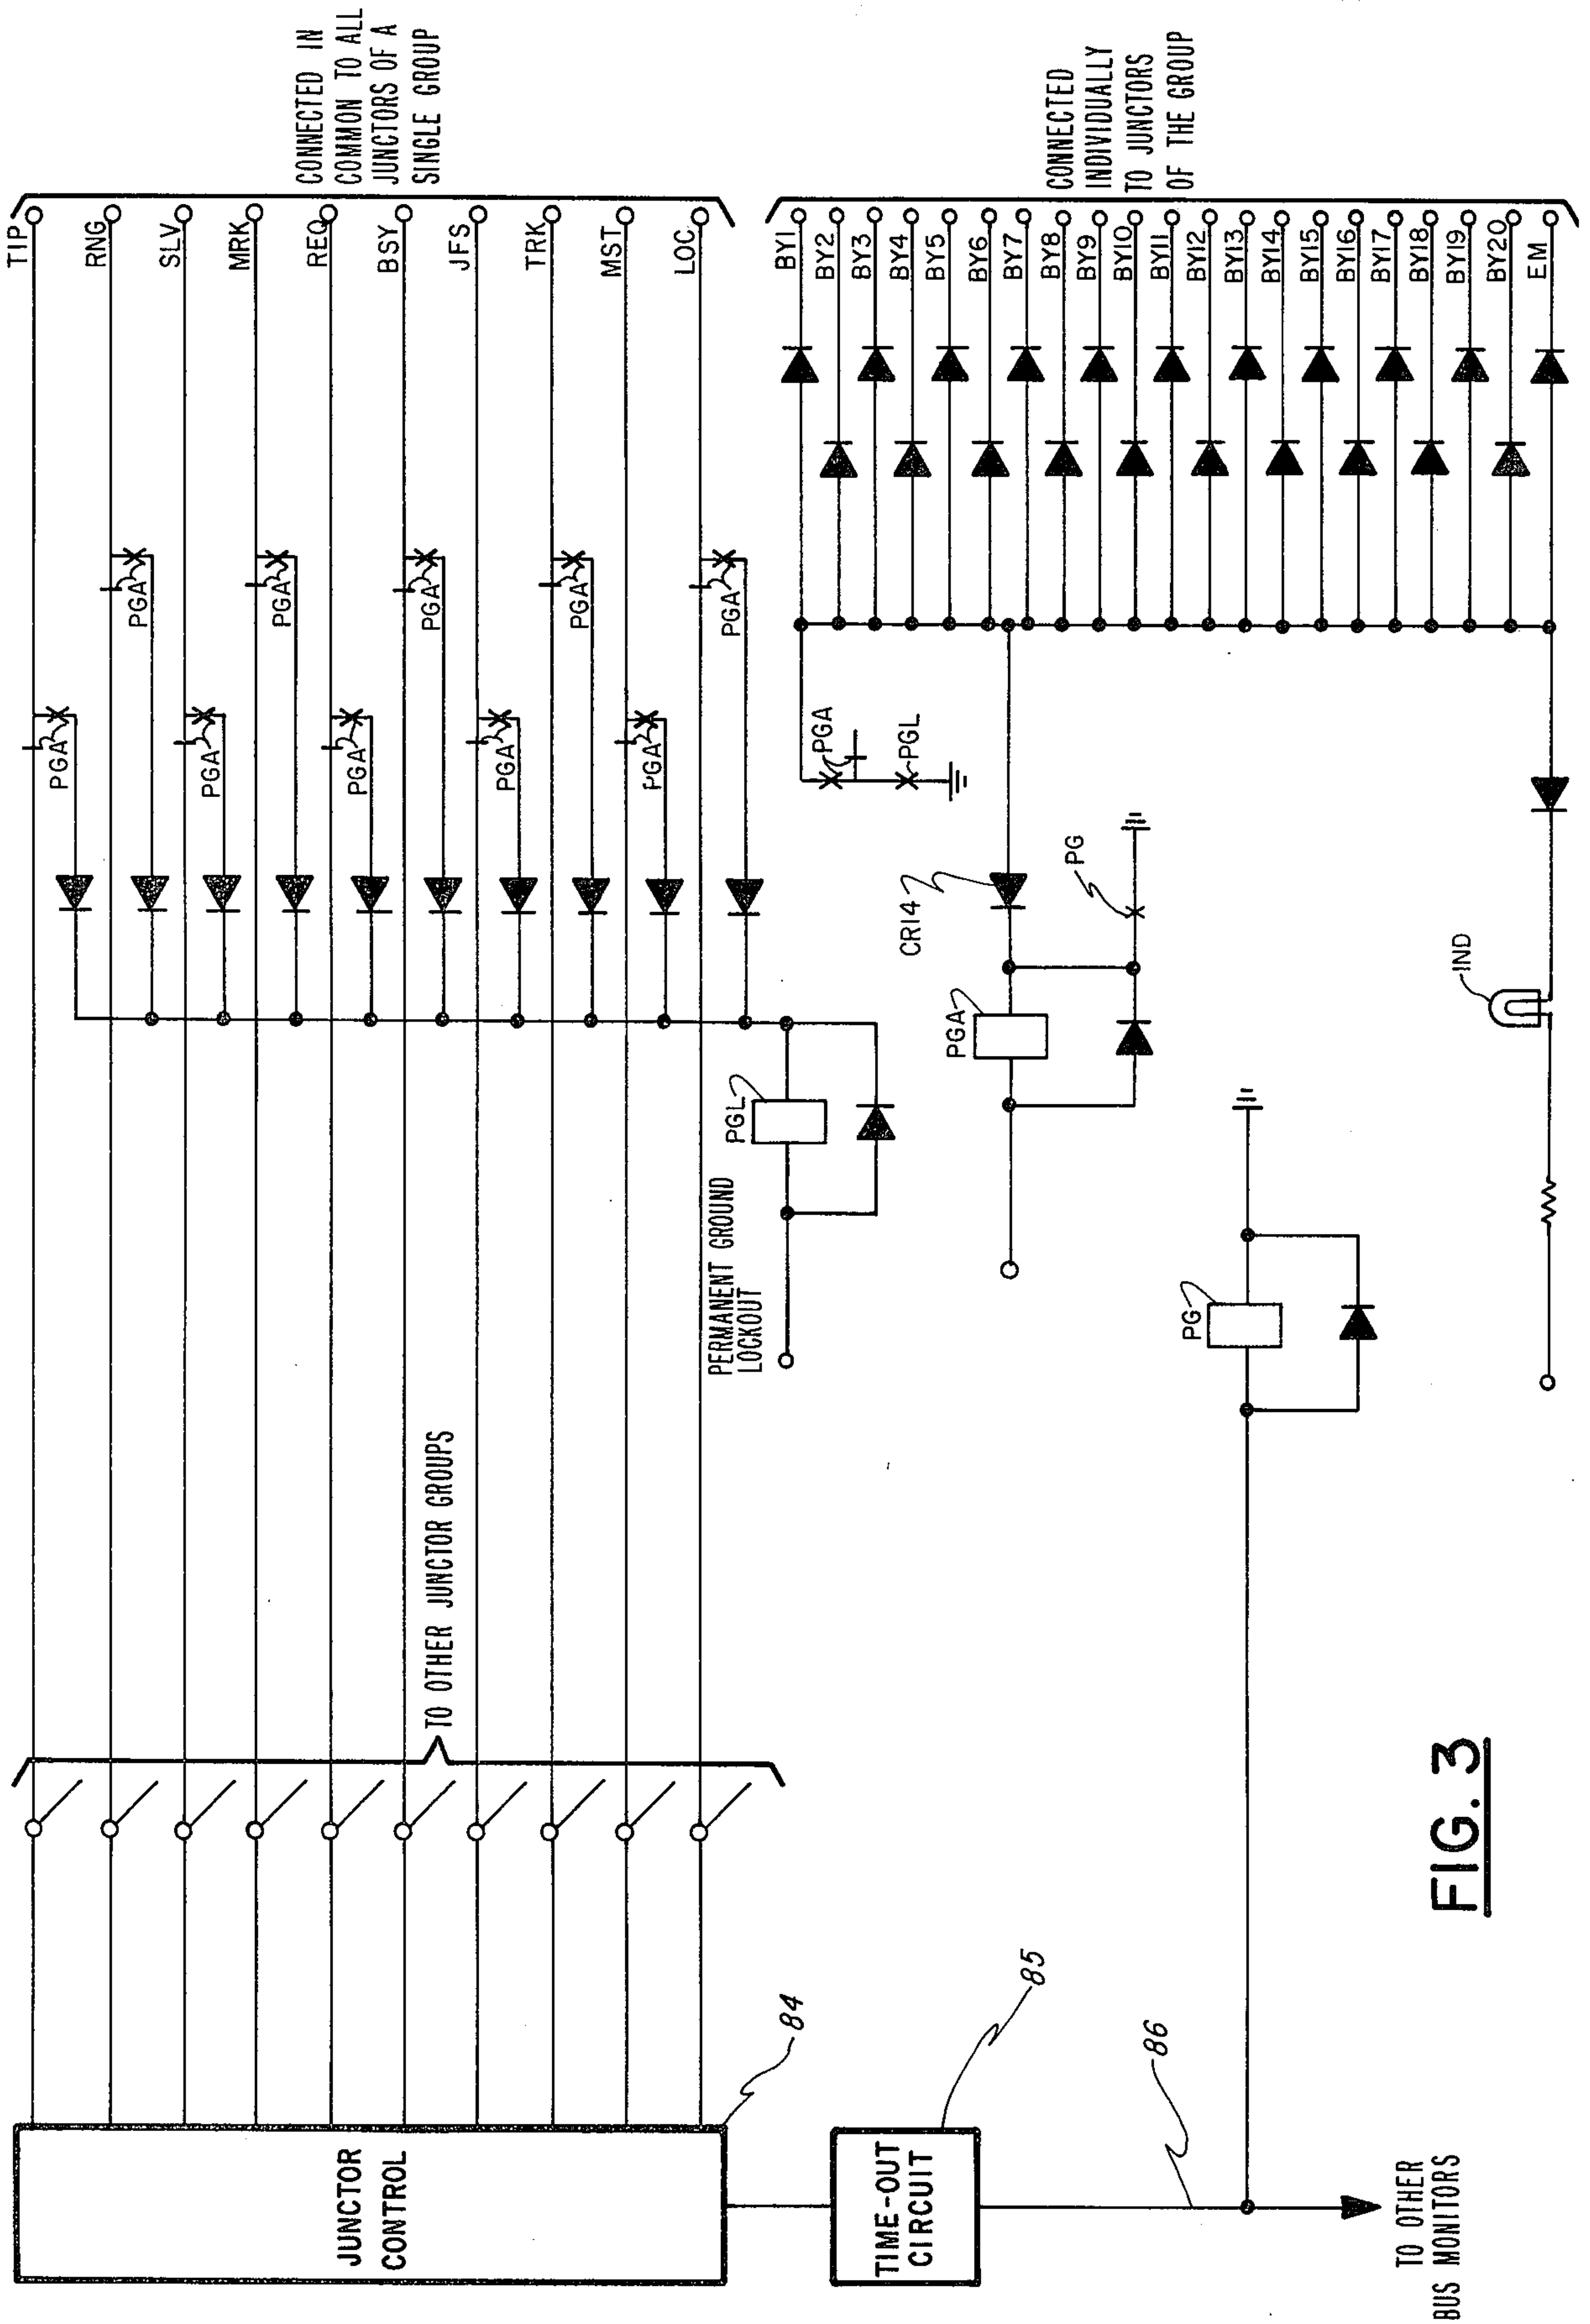 TIP
RNG
SLV
MRK
REQ
BSY
JFS
TRK
MST
LOC
CONNECTED IN
COMMON TO ALL
JUNCTORS OF A
SINGLE GROUP
PGA
PGA
PGA
PGA
PGA
PGA
PGA
PGA
PGA
PGA
TO OTHER JUNCTOR GROUPS
JUNCTOR
CONTROL
84
PERMANENT GROUND
LOCKOUT
PGL
BY1
BY2
BY3
BY4
BY5
BY6
BY7
BY8
BY9
BY10
BY11
BY12
BY13
BY14
BY15
BY16
BY17
BY18
BY19
BY20
EM
CONNECTED
INDIVIDUALLY
TO JUNCTORS
OF THE GROUP
PGA
PGL
CR14
PG
PGA
PG
IND
TIME-OUT
CIRCUIT
85
86
TO OTHER
BUS MONITORS
FIG. 3